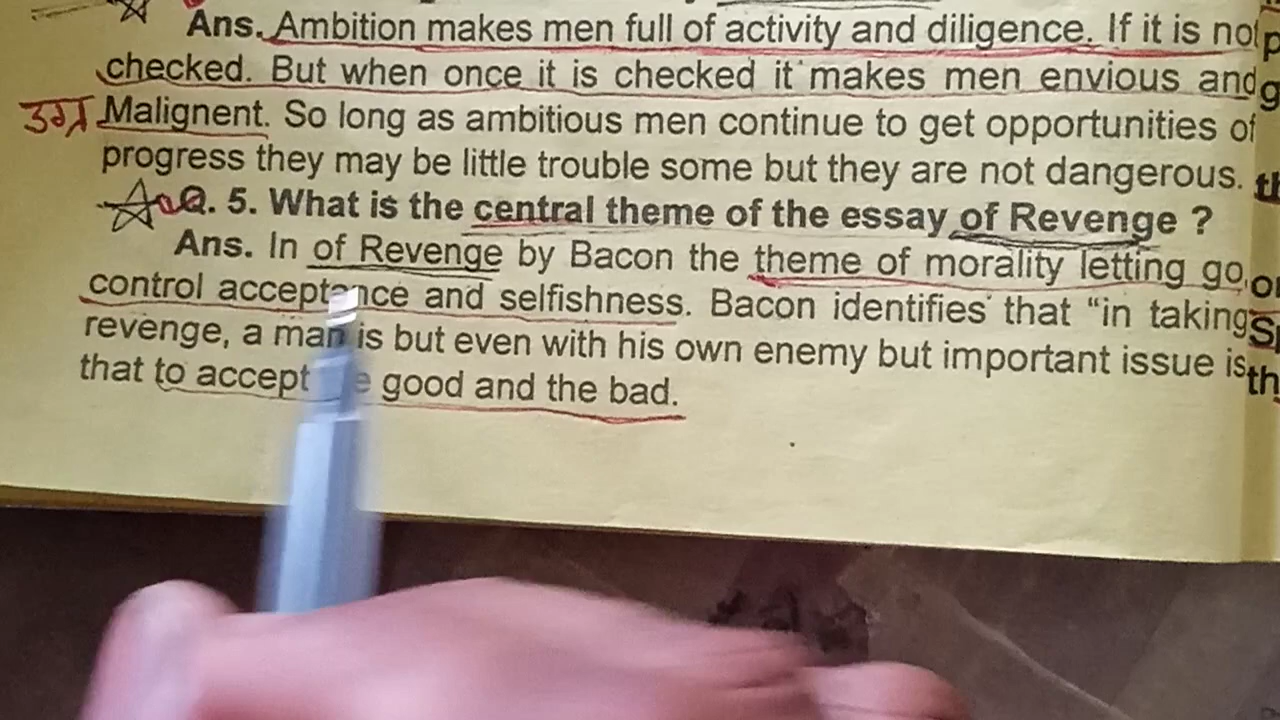 Ans. Ambition makes men full of activity and diligence. If it is not
checked. But when once it is checked it makes men envious and
उग्र Malignent. So long as ambitious men continue to get opportunities of
progress they may be little trouble some but they are not dangerous.
Q. 5. What is the central theme of the essay of Revenge ?
Ans. In of Revenge by Bacon the theme of morality letting go,
control acceptance and selfishness. Bacon identifies that “in taking
revenge, a man is but even with his own enemy but important issue is
that to accept good and the bad.